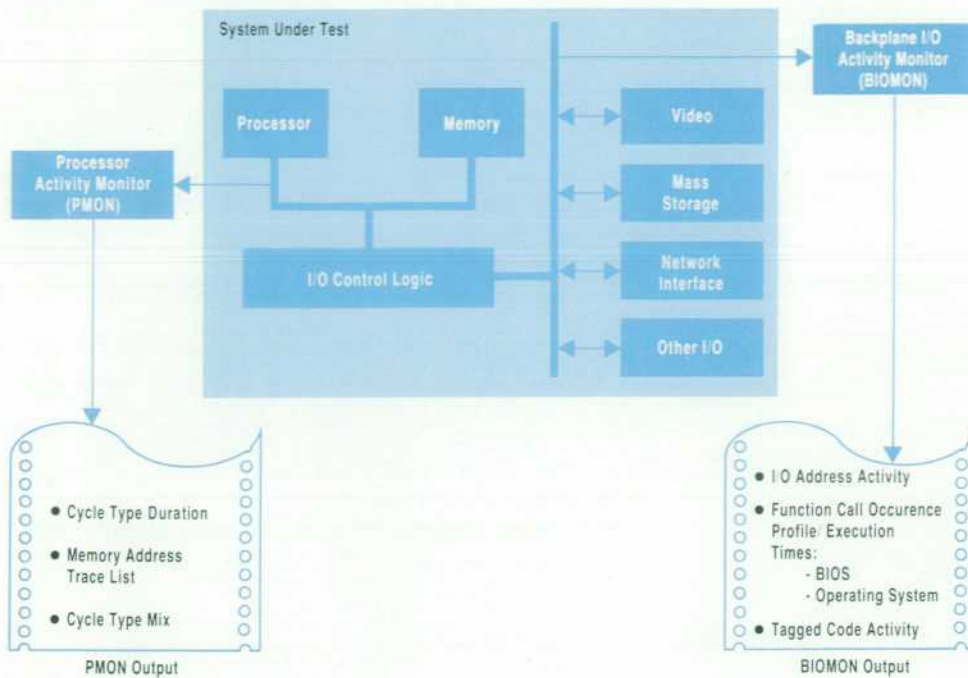 System Under Test
Backplane I/O
Activity Monitor
(BIOMON)
Processor
Memory
Video
Processor
Activity Monitor
(PMON)
Mass
Storage
I/O Control Logic
Network
Interface
Other I/O
● Cycle Type Duration
● Memory Address
Trace List
● Cycle Type Mix
PMON Output
● I/O Address Activity
● Function Call Occurence
Profile/ Execution
Times:
- BIOS
- Operating System
● Tagged Code Activity
BIOMON Output